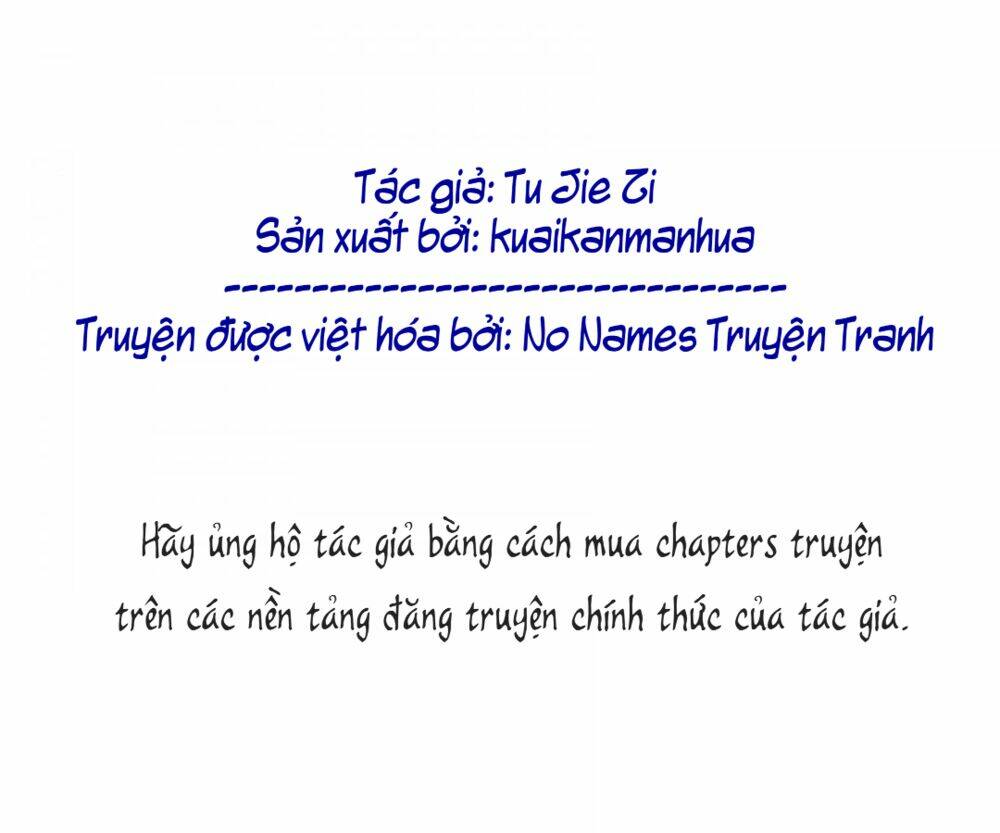 Tác giả: Tu Jie Zi
Sản xuất bởi: kuaikanmanhua
--------------------------------
Truyện được việt hóa bởi: No Names Truyện Tranh
Hãy ủng hộ tác giả bằng cách mua chapters truyện
trên các nền tảng đăng truyện chính thức của tác giả.